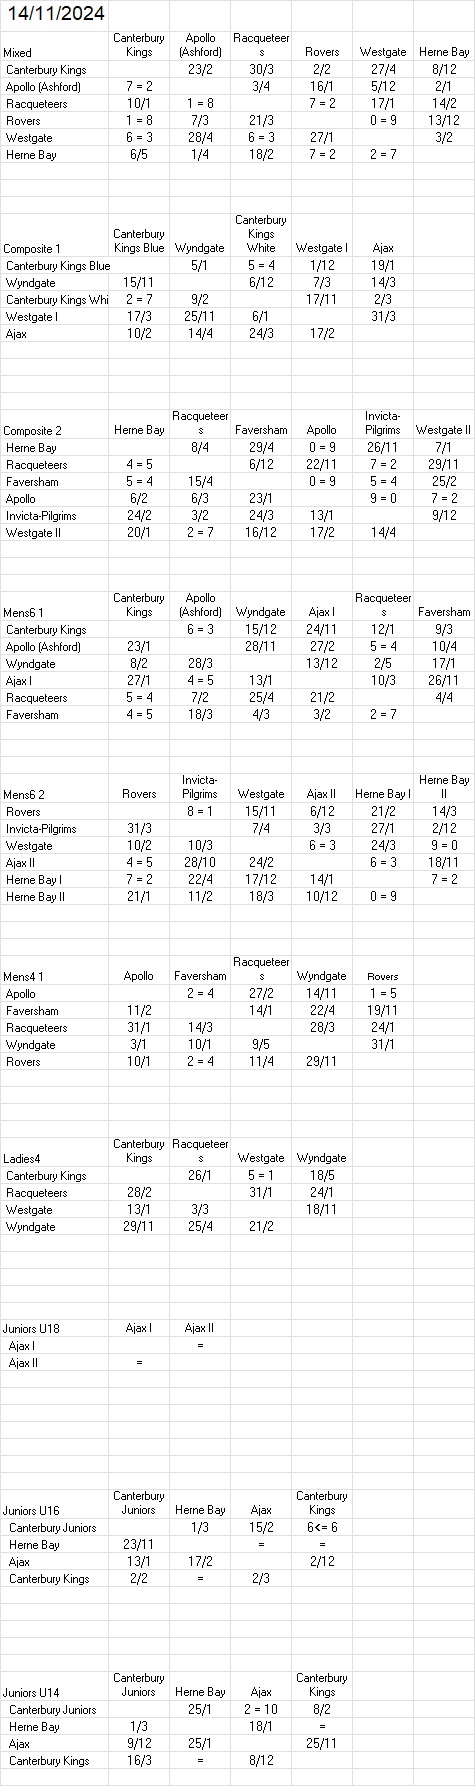 14/11/2024
Mixed Canterbury Kings Apollo (Ashford) Racqueteer s Rovers Westgate Herne Bay
Canterbury Kings 23/2 30/3 2/2 27/4 8/12
Apollo (Ashford) 7 = 2 3/4 16/1 5/12 2/1
Racqueteers 10/1 1 = 8 7 = 2 17/1 14/2
Rovers 1 = 8 7/3 21/3 0 = 9 13/12
Westgate 6 = 3 28/4 6 = 3 27/1 3/2
Herne Bay 6/5 1/4 18/2 7 = 2 2 = 7
Composite 1 Canterbury Kings Blue Wyndgate Canterbury Kings White Westgate I Ajax
Canterbury Kings Blue 5/1 5 = 4 1/12 19/1
Wyndgate 15/11 6/12 7/3 14/3
Canterbury Kings Whi 2 = 7 9/2 17/11 2/3
Westgate I 17/3 25/11 6/1 31/3
Ajax 10/2 14/4 24/3 17/2
Composite 2 Herne Bay Racqueteer s Faversham Apollo Invicta-Pilgrims Westgate II
Herne Bay 8/4 29/4 0 = 9 26/11 7/1
Racqueteers 4 = 5 6/12 22/11 7 = 2 29/11
Faversham 5 = 4 15/4 0 = 9 5 = 4 25/2
Apollo 6/2 6/3 23/1 9 = 0 7 = 2
Invicta-Pilgrims 24/2 3/2 24/3 13/1 9/12
Westgate II 20/1 2 = 7 16/12 17/2 14/4
Mens6 1 Canterbury Kings Apollo (Ashford) Wyndgate Ajax I Racqueteer s Faversham
Canterbury Kings 6 = 3 15/12 24/11 12/1 9/3
Apollo (Ashford) 23/1 28/11 27/2 5 = 4 10/4
Wyndgate 8/2 28/3 13/12 2/5 17/1
Ajax I 27/1 4 = 5 13/1 10/3 26/11
Racqueteers 5 = 4 7/2 25/4 21/2 4/4
Faversham 4 = 5 18/3 4/3 3/2 2 = 7
Mens6 2 Rovers Invicta-Pilgrims Westgate Ajax II Herne Bay I Herne Bay II
Rovers 8 = 1 15/11 6/12 21/2 14/3
Invicta-Pilgrims 31/3 7/4 3/3 27/1 2/12
Westgate 10/2 10/3 6 = 3 24/3 9 = 0
Ajax II 4 = 5 28/10 24/2 6 = 3 18/11
Herne Bay I 7 = 2 22/4 17/12 14/1 7 = 2
Herne Bay II 21/1 11/2 18/3 10/12 0 = 9
Mens4 1 Apollo Faversham Racqueteer s Wyndgate Rovers
Apollo 2 = 4 27/2 14/11 1 = 5
Faversham 11/2 14/1 22/4 19/11
Racqueteers 31/1 14/3 28/3 24/1
Wyndgate 3/1 10/1 9/5 31/1
Rovers 10/1 2 = 4 11/4 29/11
Ladies4 Canterbury Kings Racqueteer s Westgate Wyndgate
Canterbury Kings 26/1 5 = 1 18/5
Racqueteers 28/2 31/1 24/1
Westgate 13/1 3/3 18/11
Wyndgate 29/11 25/4 21/2
Juniors U18 Ajax I Ajax II
Ajax I =
Ajax II =
Juniors U16 Canterbury Juniors Herne Bay Ajax Canterbury Kings
Canterbury Juniors 1/3 15/2 6<= 6
Herne Bay 23/11 = =
Ajax 13/1 17/2 2/12
Canterbury Kings 2/2 = 2/3
Juniors U14 Canterbury Juniors Herne Bay Ajax Canterbury Kings
Canterbury Juniors 25/1 2 = 10 8/2
Herne Bay 1/3 18/1 =
Ajax 9/12 25/1 25/11
Canterbury Kings 16/3 = 8/12